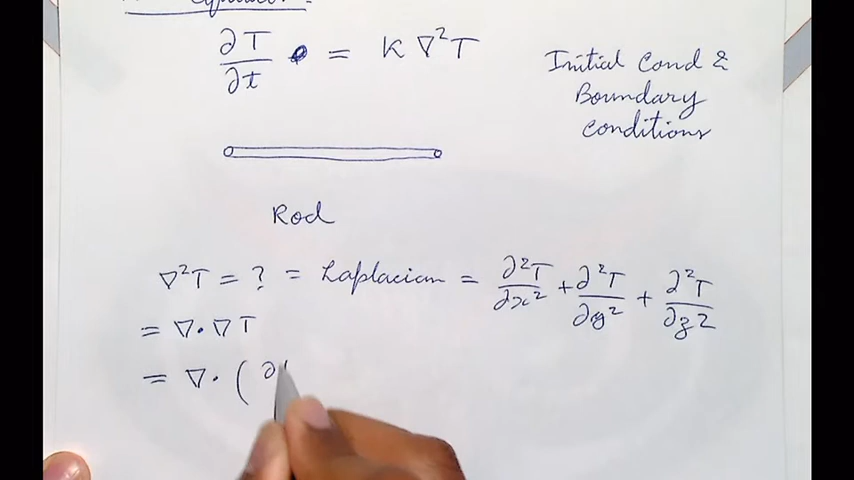 ∂T/∂t = K ∇²T
Initial Cond &
Boundary
Conditions
Rod
∇²T = ? = Laplacian = ∂²T/∂x² + ∂²T/∂y² + ∂²T/∂z²
= ∇·∇T
= ∇·( ∂